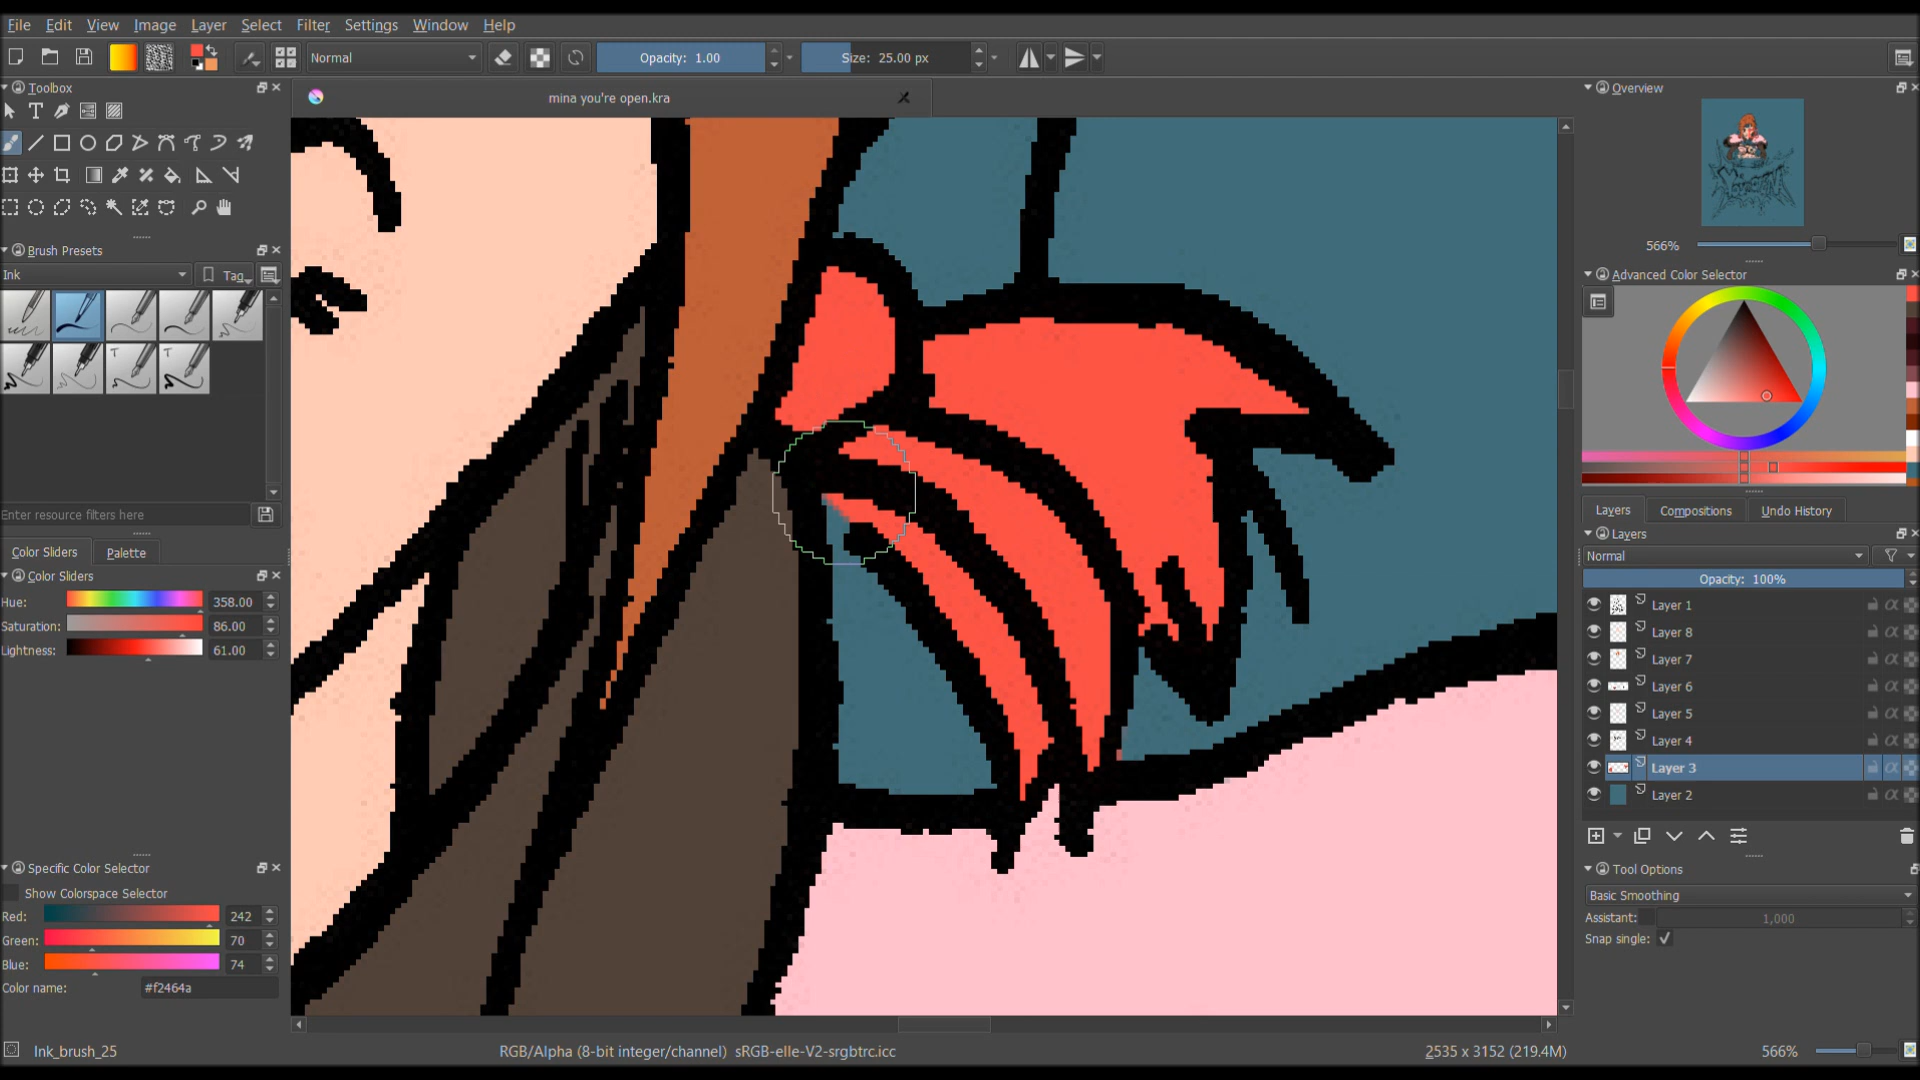 File Edit View Image Layer Select Filter Settings Window Help
Normal Opacity: 1.00 Size: 25.00 px
Toolbox
mina you're open.kra
Brush Presets
Ink Tag
T T
Enter resource filters here
Color Sliders Palette
Color Sliders
Hue: 358.00
Saturation: 86.00
Lightness: 61.00
Specific Color Selector
Show Colorspace Selector
Red: 242
Green: 70
Blue: 74
Color name: #f2464a
Ink_brush_25
RGB/Alpha (8-bit integer/channel) sRGB-elle-V2-srgbtrc.icc
2535 x 3152 (219.4M)
566%
Overview
566%
Advanced Color Selector
Layers Compositions Undo History
Layers
Normal
Opacity: 100%
Layer 1
Layer 8
Layer 7
Layer 6
Layer 5
Layer 4
Layer 3
Layer 2
Tool Options
Basic Smoothing
Assistant: 1,000
Snap single: